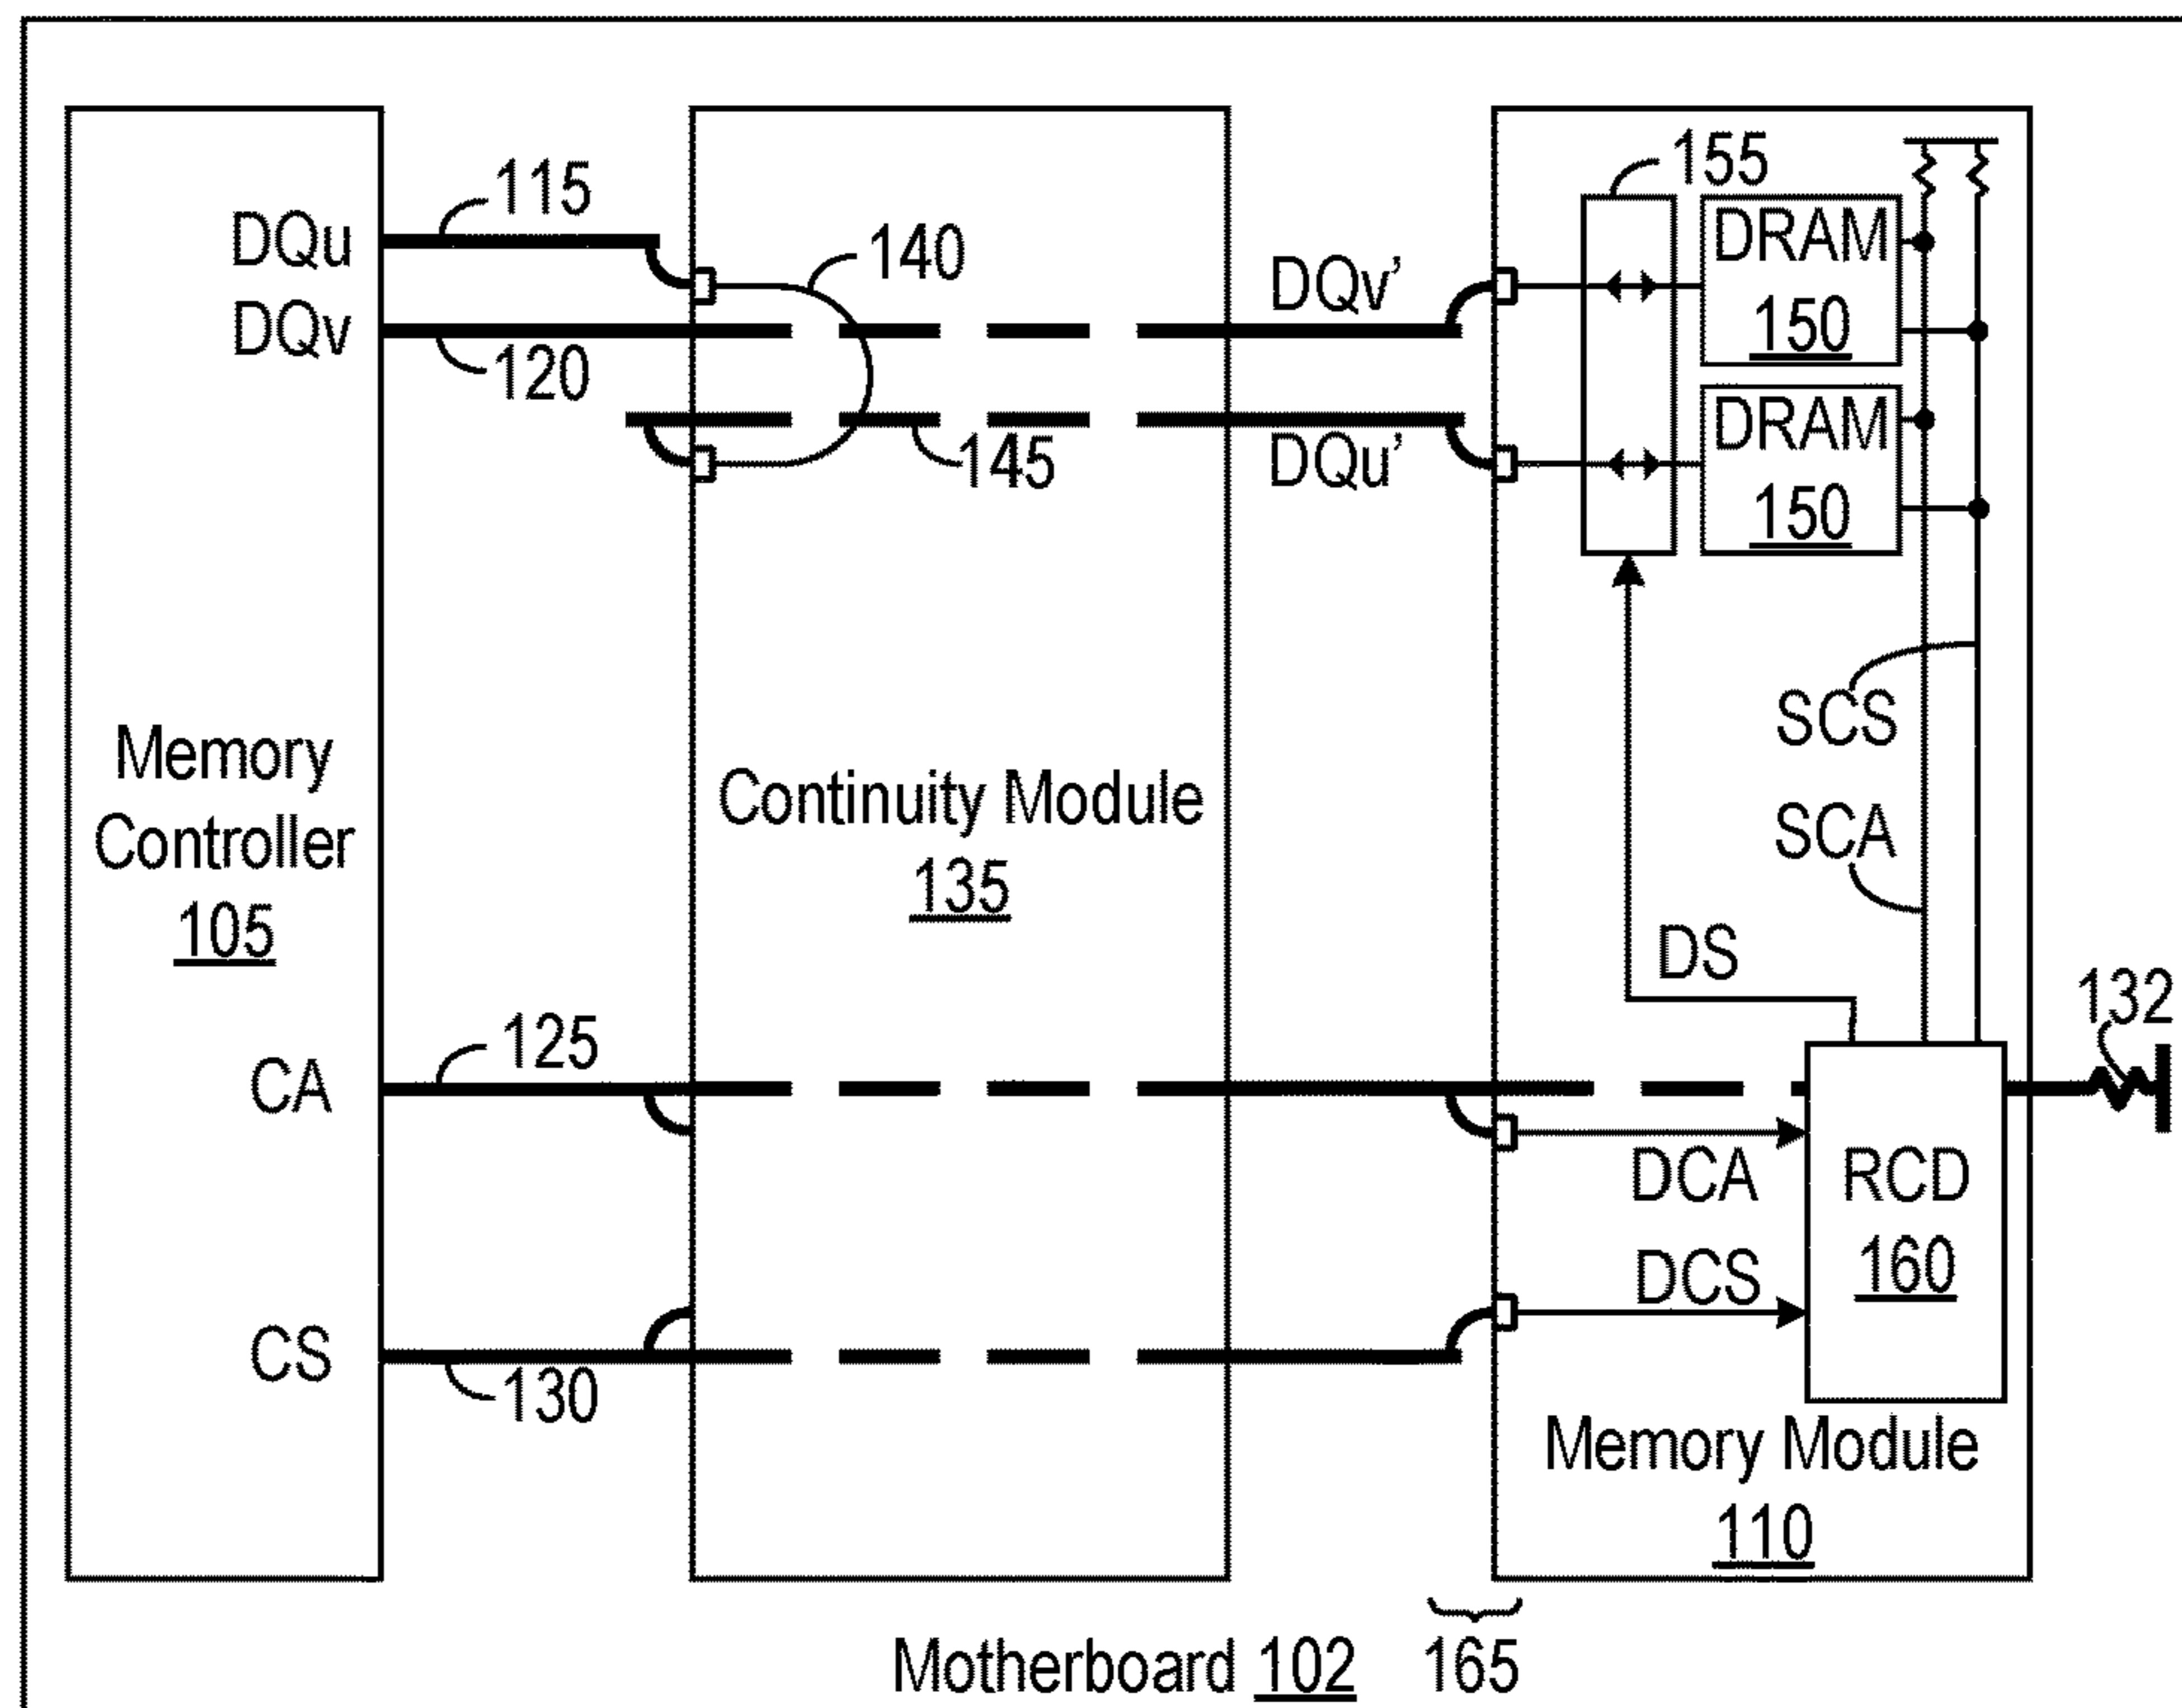 155
115
DQu
140
DQv'
DRAM
150
DQv
120
145
DQu'
DRAM
150
SCS
Memory
Controller
105
Continuity Module
135
SCA
DS
132
125
CA
DCA
RCD
160
DCS
CS
130
Memory Module
110
Motherboard 102
165